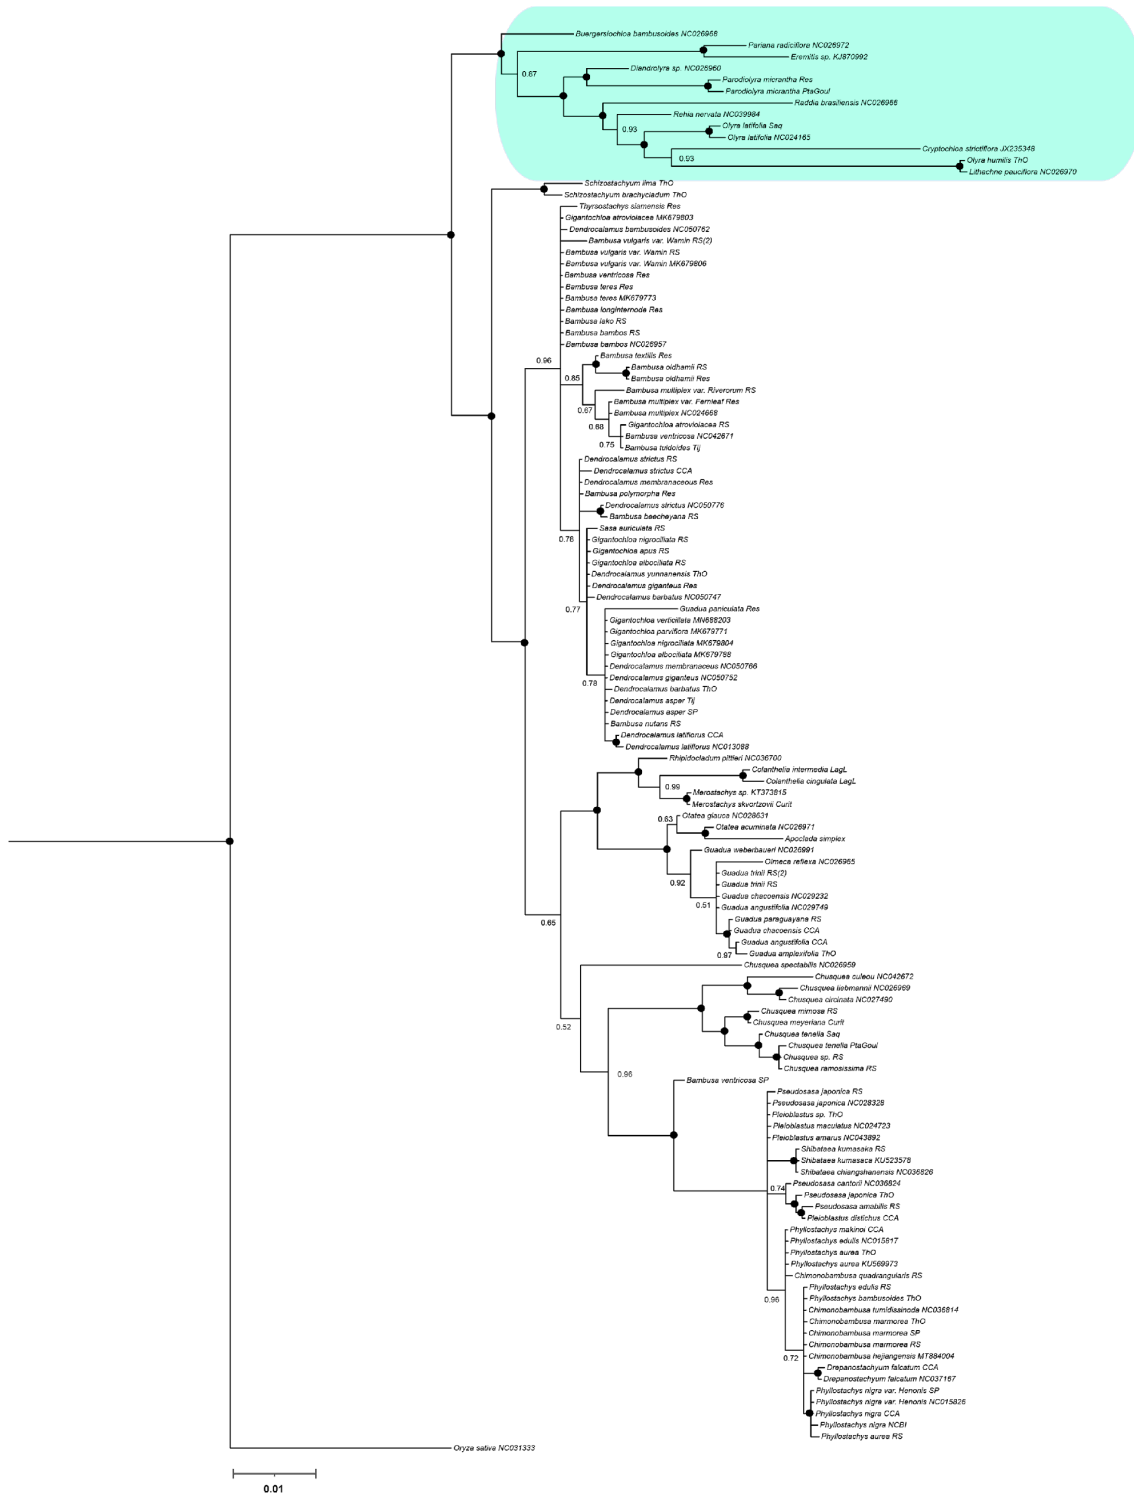 Buergersiochloa bambusoides NC026968
Pariana radiciflora NC026972
Eremitis sp. KJ870992
0.87
Diandrolyra sp. NC026960
Parodiolyra micrantha Res
Parodiolyra micrantha PtaGoul
Raddia brasiliensis NC026966
Rehia nervata NC039984
0.93
Olyra latifolia Saq
Olyra latifolia NC024165
Cryptochloa strictiflora JX235348
0.93
Olyra humilis ThO
Lithachne pauciflora NC026970
Schizostachyum lima ThO
Schizostachyum brachycladum ThO
Thyrsostachys siamensis Res
Gigantochloa atroviolacea MK679803
Dendrocalamus bambusoides NC050762
Bambusa vulgaris var. Wamin RS(2)
Bambusa vulgaris var. Wamin RS
Bambusa vulgaris var. Wamin MK679806
Bambusa ventricosa Res
Bambusa teres Res
Bambusa teres MK679773
Bambusa longinternode Res
Bambusa lako RS
Bambusa bambos RS
Bambusa bambos NC026957
0.96
Bambusa textilis Res
Bambusa oldhamii RS
0.85
Bambusa oldhamii Res
Bambusa multiplex var. Riverorum RS
Bambusa multiplex var. Fernleaf Res
0.67
Bambusa multiplex NC024668
Gigantochloa atroviolacea RS
0.68
Bambusa ventricosa NC042671
0.75
Bambusa tuldoides Tij
Dendrocalamus strictus RS
Dendrocalamus strictus CCA
Dendrocalamus membranaceous Res
Bambusa polymorpha Res
Dendrocalamus strictus NC050776
Bambusa beecheyana RS
Sasa auriculata RS
0.76
Gigantochloa nigrociliata RS
Gigantochloa apus RS
Gigantochloa albociliata RS
Dendrocalamus yunnanensis ThO
Dendrocalamus giganteus Res
Dendrocalamus barbatus NC050747
0.77
Guadua paniculata Res
Gigantochloa verticillata MN688203
Gigantochloa parviflora MK679771
Gigantochloa nigrociliata MK679804
Gigantochloa albociliata MK679788
Dendrocalamus membranaceus NC050766
Dendrocalamus giganteus NC050752
0.78
Dendrocalamus barbatus ThO
Dendrocalamus asper Tij
Dendrocalamus asper SP
Bambusa nutans RS
Dendrocalamus latiflorus CCA
Dendrocalamus latiflorus NC013088
Rhipidocladum pittieri NC036700
Colanthelia intermedia LagL
Colanthelia cingulata LagL
0.99
Merostachys sp. KT373815
Merostachys skvortzovii Curit
Otatea glauca NC028631
0.63
Otatea acuminata NC026971
Apoclada simplex
Guadua weberbaueri NC026991
Olmeca reflexa NC026965
Guadua trinii RS(2)
0.92
Guadua trinii RS
Guadua chacoensis NC029232
0.51
Guadua angustifolia NC029749
Guadua paraguayana RS
0.65
Guadua chacoensis CCA
Guadua angustifolia CCA
0.97
Guadua amplexifolia ThO
Chusquea spectabilis NC026959
Chusquea culeou NC042672
Chusquea liebmannii NC026969
Chusquea circinata NC027490
Chusquea mimosa RS
Chusquea meyeriana Curit
0.52
Chusquea tenella Saq
Chusquea tenella PtaGoul
Chusquea sp. RS
Chusquea ramosissima RS
0.96
Bambusa ventricosa SP
Pseudosasa japonica RS
Pseudosasa japonica NC028328
Pleioblastus sp. ThO
Pleioblastus maculatus NC024723
Pleioblastus amarus NC043892
Shibataea kumasaka RS
Shibataea kumasaca KU523578
Shibataea chiangshanensis NC036826
Pseudosasa cantorii NC036824
0.74
Pseudosasa japonica ThO
Pseudosasa amabilis RS
Pleioblastus distichus CCA
Phyllostachys makinoi CCA
Phyllostachys edulis NC015817
Phyllostachys aurea ThO
Phyllostachys aurea KU569973
Chimonobambusa quadrangularis RS
Phyllostachys edulis RS
0.96
Phyllostachys bambusoides ThO
Chimonobambusa tumidissinoda NC036814
Chimonobambusa marmorea ThO
Chimonobambusa marmorea SP
Chimonobambusa marmorea RS
0.72
Chimonobambusa hejiangensis MT884004
Drepanostachyum falcatum CCA
Drepanostachyum falcatum NC037167
Phyllostachys nigra var. Henonis SP
Phyllostachys nigra var. Henonis NC015826
Phyllostachys nigra CCA
Phyllostachys nigra NCBI
Phyllostachys aurea RS
Oryza sativa NC031333
0.01